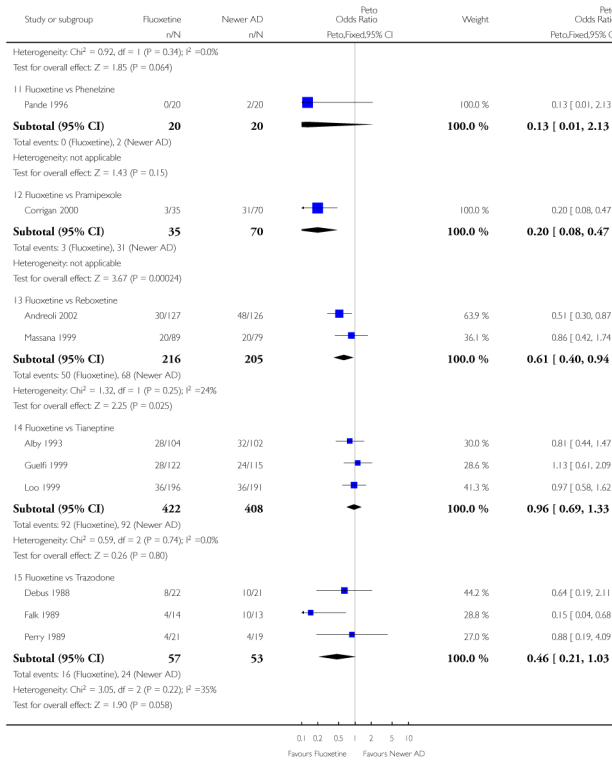 Study or subgroup Fluoxetine Newer AD Peto Odds Ratio Weight Pet Odds Rati
n/N n/N Peto,Fixed,95% CI Peto,Fixed,95% C
Heterogeneity: Chi² = 0.92, df = 1 (P = 0.34); I² =0.0%
Test for overall effect: Z = 1.85 (P = 0.064)
11 Fluoxetine vs Phenelzine
Pande 1996 0/20 2/20 100.0 % 0.13 [ 0.01, 2.13
Subtotal (95% CI) 20 20 100.0 % 0.13 [ 0.01, 2.13
Total events: 0 (Fluoxetine), 2 (Newer AD)
Heterogeneity: not applicable
Test for overall effect: Z = 1.43 (P = 0.15)
12 Fluoxetine vs Pramipexole
Corrigan 2000 3/35 31/70 100.0 % 0.20 [ 0.08, 0.47
Subtotal (95% CI) 35 70 100.0 % 0.20 [ 0.08, 0.47
Total events: 3 (Fluoxetine), 31 (Newer AD)
Heterogeneity: not applicable
Test for overall effect: Z = 3.67 (P = 0.00024)
13 Fluoxetine vs Reboxetine
Andreoli 2002 30/127 48/126 63.9 % 0.51 [ 0.30, 0.87
Massana 1999 20/89 20/79 36.1 % 0.86 [ 0.42, 1.74
Subtotal (95% CI) 216 205 100.0 % 0.61 [ 0.40, 0.94
Total events: 50 (Fluoxetine), 68 (Newer AD)
Heterogeneity: Chi² = 1.32, df = 1 (P = 0.25); I² =24%
Test for overall effect: Z = 2.25 (P = 0.025)
14 Fluoxetine vs Tianeptine
Alby 1993 28/104 32/102 30.0 % 0.81 [ 0.44, 1.47
Guelfi 1999 28/122 24/115 28.6 % 1.13 [ 0.61, 2.09
Loo 1999 36/196 36/191 41.3 % 0.97 [ 0.58, 1.62
Subtotal (95% CI) 422 408 100.0 % 0.96 [ 0.69, 1.33
Total events: 92 (Fluoxetine), 92 (Newer AD)
Heterogeneity: Chi² = 0.59, df = 2 (P = 0.74); I² =0.0%
Test for overall effect: Z = 0.26 (P = 0.80)
15 Fluoxetine vs Trazodone
Debus 1988 8/22 10/21 44.2 % 0.64 [ 0.19, 2.11
Falk 1989 4/14 10/13 28.8 % 0.15 [ 0.04, 0.68
Perry 1989 4/21 4/19 27.0 % 0.88 [ 0.19, 4.09
Subtotal (95% CI) 57 53 100.0 % 0.46 [ 0.21, 1.03
Total events: 16 (Fluoxetine), 24 (Newer AD)
Heterogeneity: Chi² = 3.05, df = 2 (P = 0.22); I² =35%
Test for overall effect: Z = 1.90 (P = 0.058)
0.1 0.2 0.5 1 2 5 10
Favours Fluoxetine Favours Newer AD